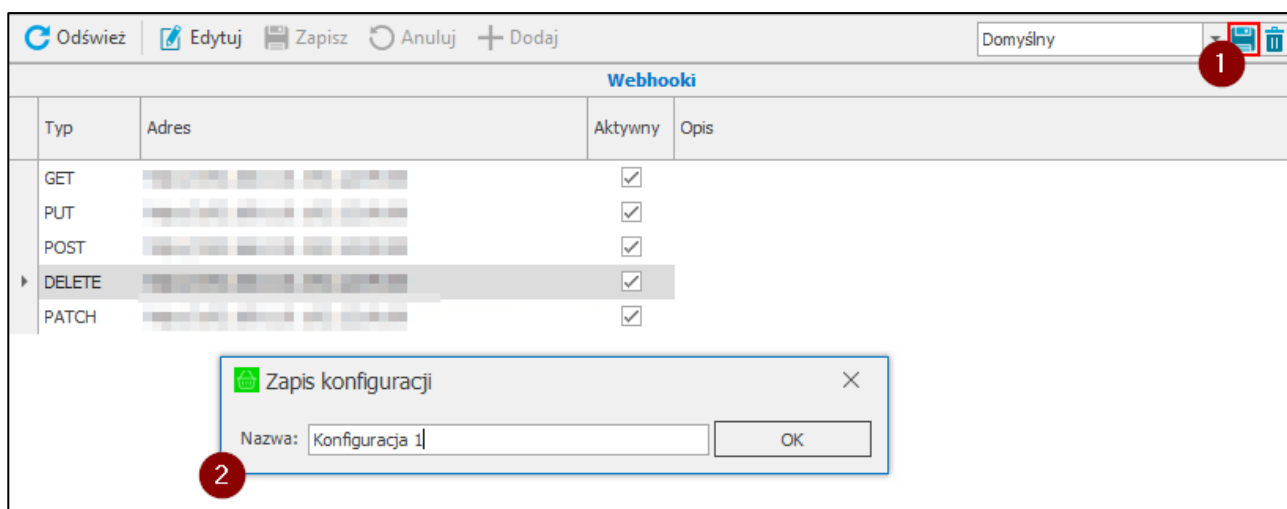 Odśwież Edytuj Zapisz Anuluj Dodaj Domyślny
1
Webhooki
Typ Adres Aktywny Opis
GET
PUT
POST
DELETE
PATCH
Zapis konfiguracji
Nazwa: Konfiguracja 1 OK
2